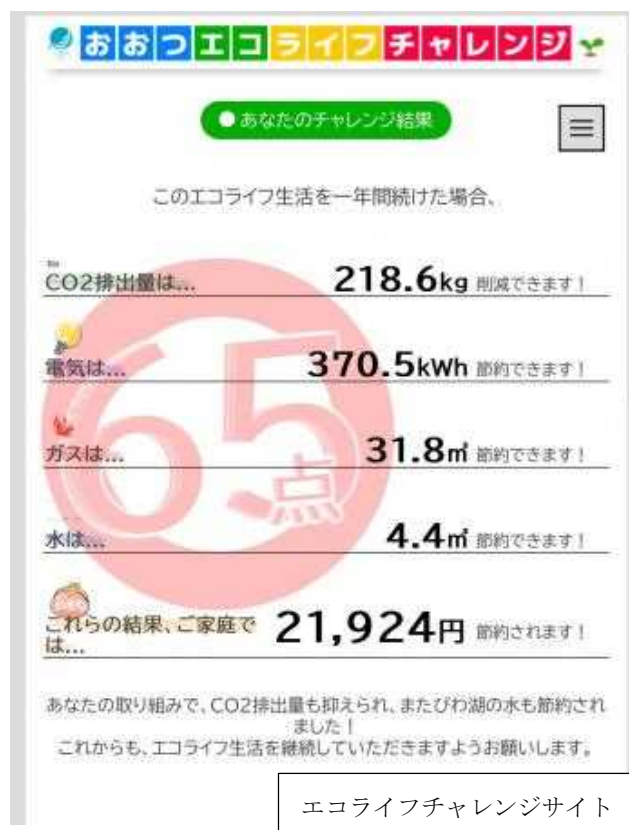 おおつエコライフチャレンジ
あなたのチャレンジ結果
このエコライフ生活を一年間続けた場合、
CO2排出量は... 218.6kg 削減できます！
電気は... 370.5kWh 節約できます！
ガスは... 31.8㎥ 節約できます！
水は... 4.4㎥ 節約できます！
65点
これらの結果、ご家庭で
は... 21,924円 節約されます！
あなたの取り組みで、CO2排出量も抑えられ、またびわ湖の水も節約され
ました！
これからも、エコライフ生活を継続していただきますようお願いします。
エコライフチャレンジサイト